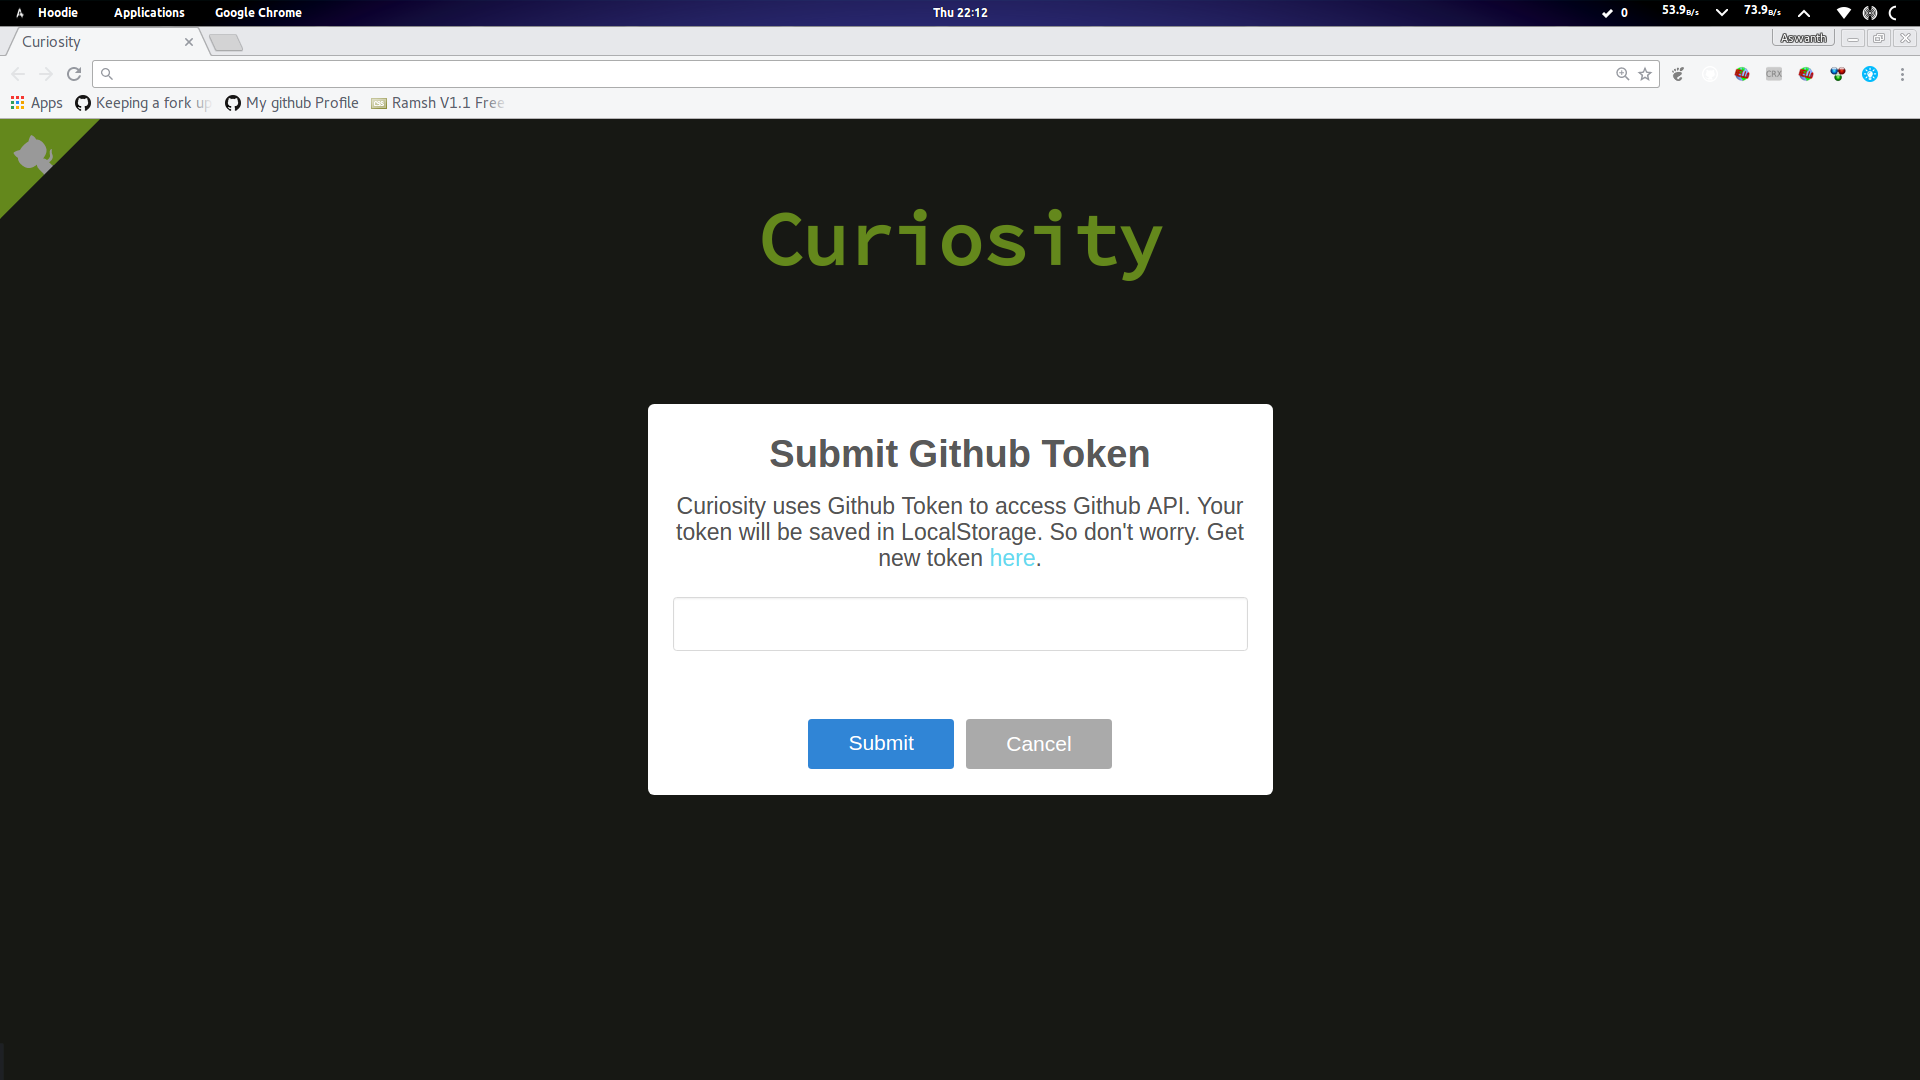 Hoodie Applications Google Chrome Thu 22:12 0 53.9B/s 73.9B/s
Curiosity Aswanth
Apps Keeping a fork up My github Profile Ramsh V1.1 Free
CRX
Curiosity
Submit Github Token
Curiosity uses Github Token to access Github API. Your
token will be saved in LocalStorage. So don't worry. Get
new token here.
Submit Cancel